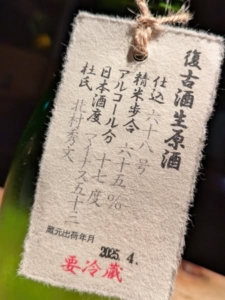 復古酒生原酒
仕込 六十八号
精米歩合 六十五%
アルコール分 十七度
日本酒度 マイナス五十三
杜氏 北村秀文
蔵元出荷年月
2025.4.
要冷蔵